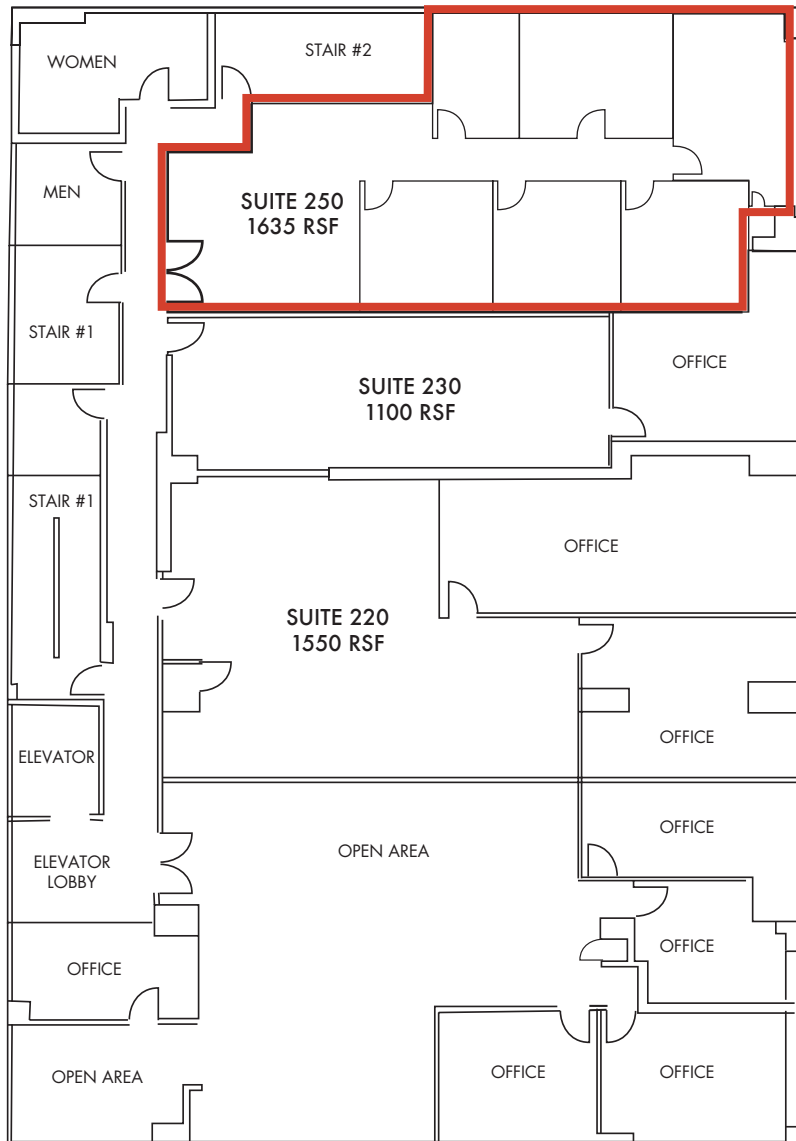 WOMEN
STAIR #2
MEN
SUITE 250
1635 RSF
STAIR #1
SUITE 230
1100 RSF
OFFICE
STAIR #1
OFFICE
SUITE 220
1550 RSF
OFFICE
ELEVATOR
OFFICE
OPEN AREA
ELEVATOR
LOBBY
OFFICE
OFFICE
OPEN AREA
OFFICE
OFFICE